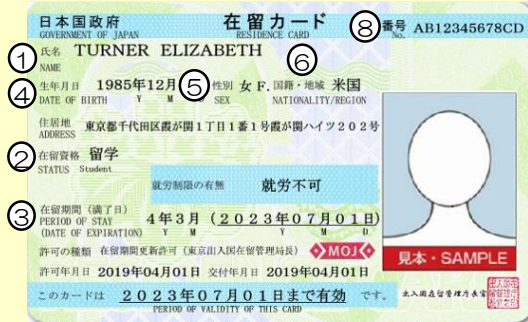 日本国政府 在留カード ⑧ 番号 AB12345678CD
GOVERNMENT OF JAPAN RESIDENCE CARD No.
① 氏名 TURNER ELIZABETH
NAME
④ 生年月日 1985年12月 ⑤ 性別 女 F. ⑥ 国籍・地域 米国
DATE OF BIRTH Y M SEX NATIONALITY/REGION
住居地 東京都千代田区霞が関1丁目1番1号霞が関ハイツ202号
ADDRESS
② 在留資格 留学
STATUS Student
就労制限の有無 就労不可
③ 在留期間(満了日) 4年3月(2023年07月01日)
PERIOD OF STAY Y M Y M D
(DATE OF EXPIRATION)
許可の種類 在留期間更新許可(東京出入国在留管理局長) MOJ
見本・SAMPLE
許可年月日 2019年04月01日 交付年月日 2019年04月01日
このカードは 2023年07月01日まで有効 です。 出入国在留管理庁長官
PERIOD OF VALIDITY OF THIS CARD